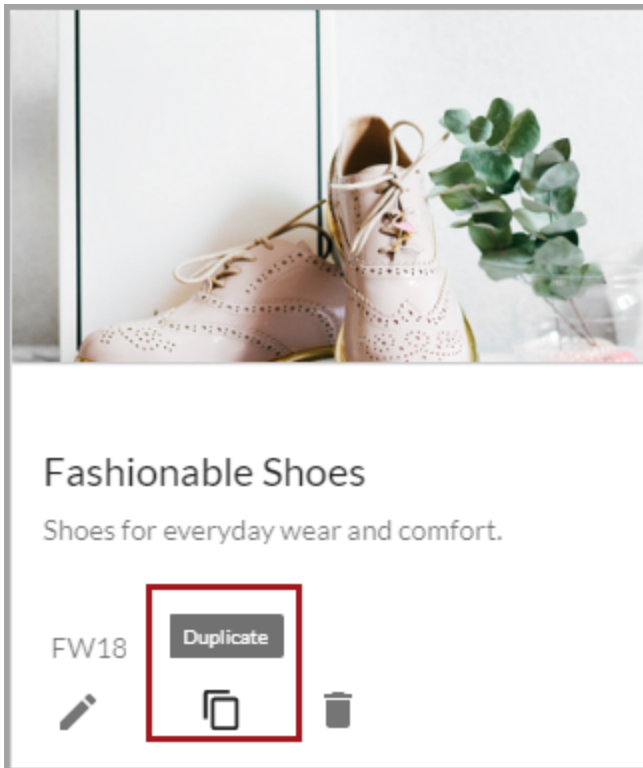 Fashionable Shoes
Shoes for everyday wear and comfort.
FW18
Duplicate